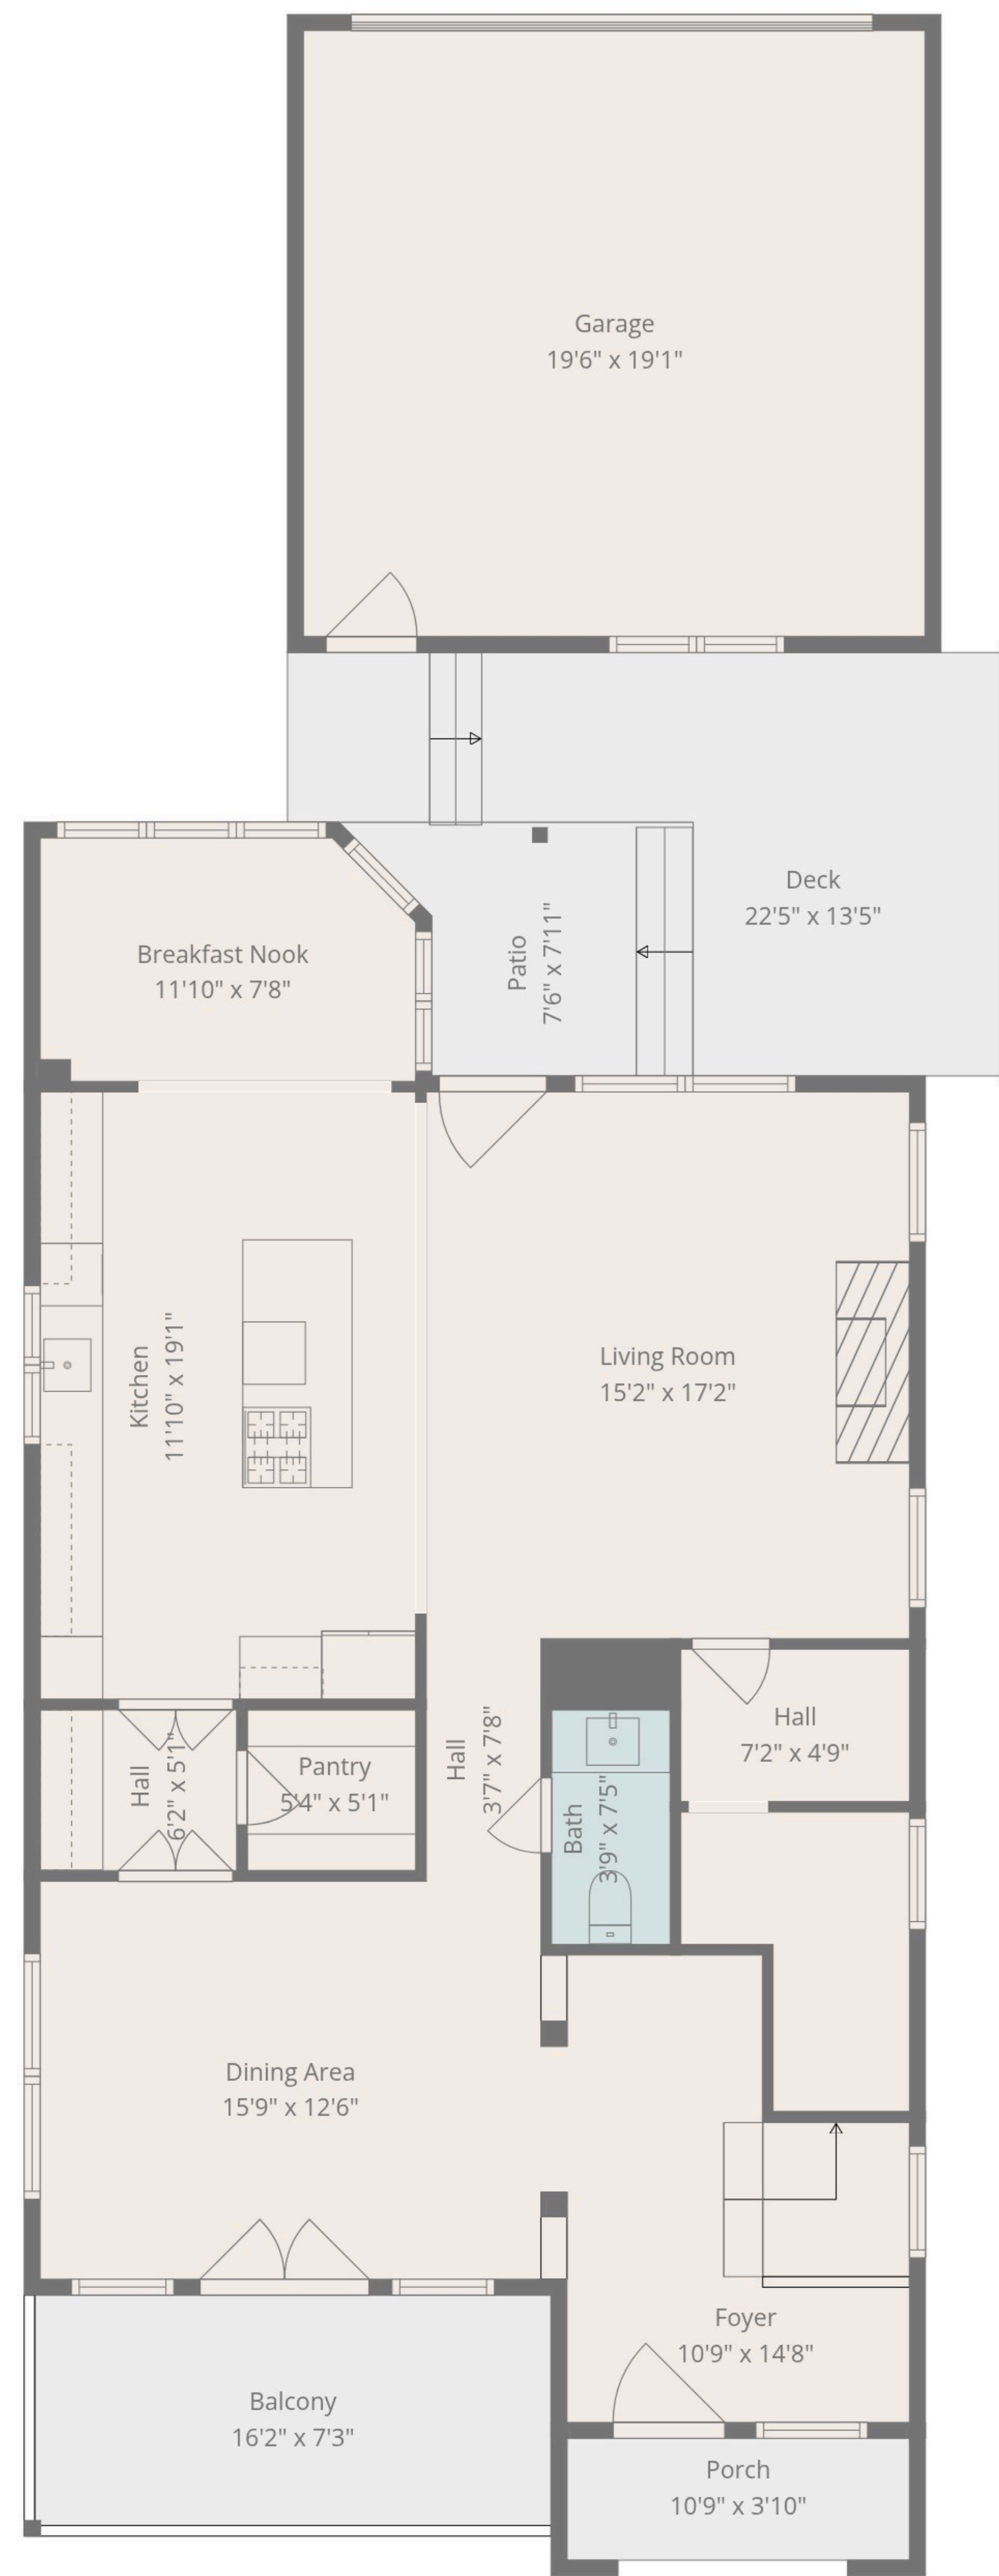 Garage
19'6" x 19'1"
Deck
22'5" x 13'5"
Patio
7'6" x 7'11"
Breakfast Nook
11'10" x 7'8"
Kitchen
11'10" x 19'1"
Living Room
15'2" x 17'2"
Hall
7'2" x 4'9"
Hall
3'7" x 7'8"
Hall
6'2" x 5'1"
Pantry
5'4" x 5'1"
Bath
3'9" x 7'5"
Dining Area
15'9" x 12'6"
Foyer
10'9" x 14'8"
Balcony
16'2" x 7'3"
Porch
10'9" x 3'10"